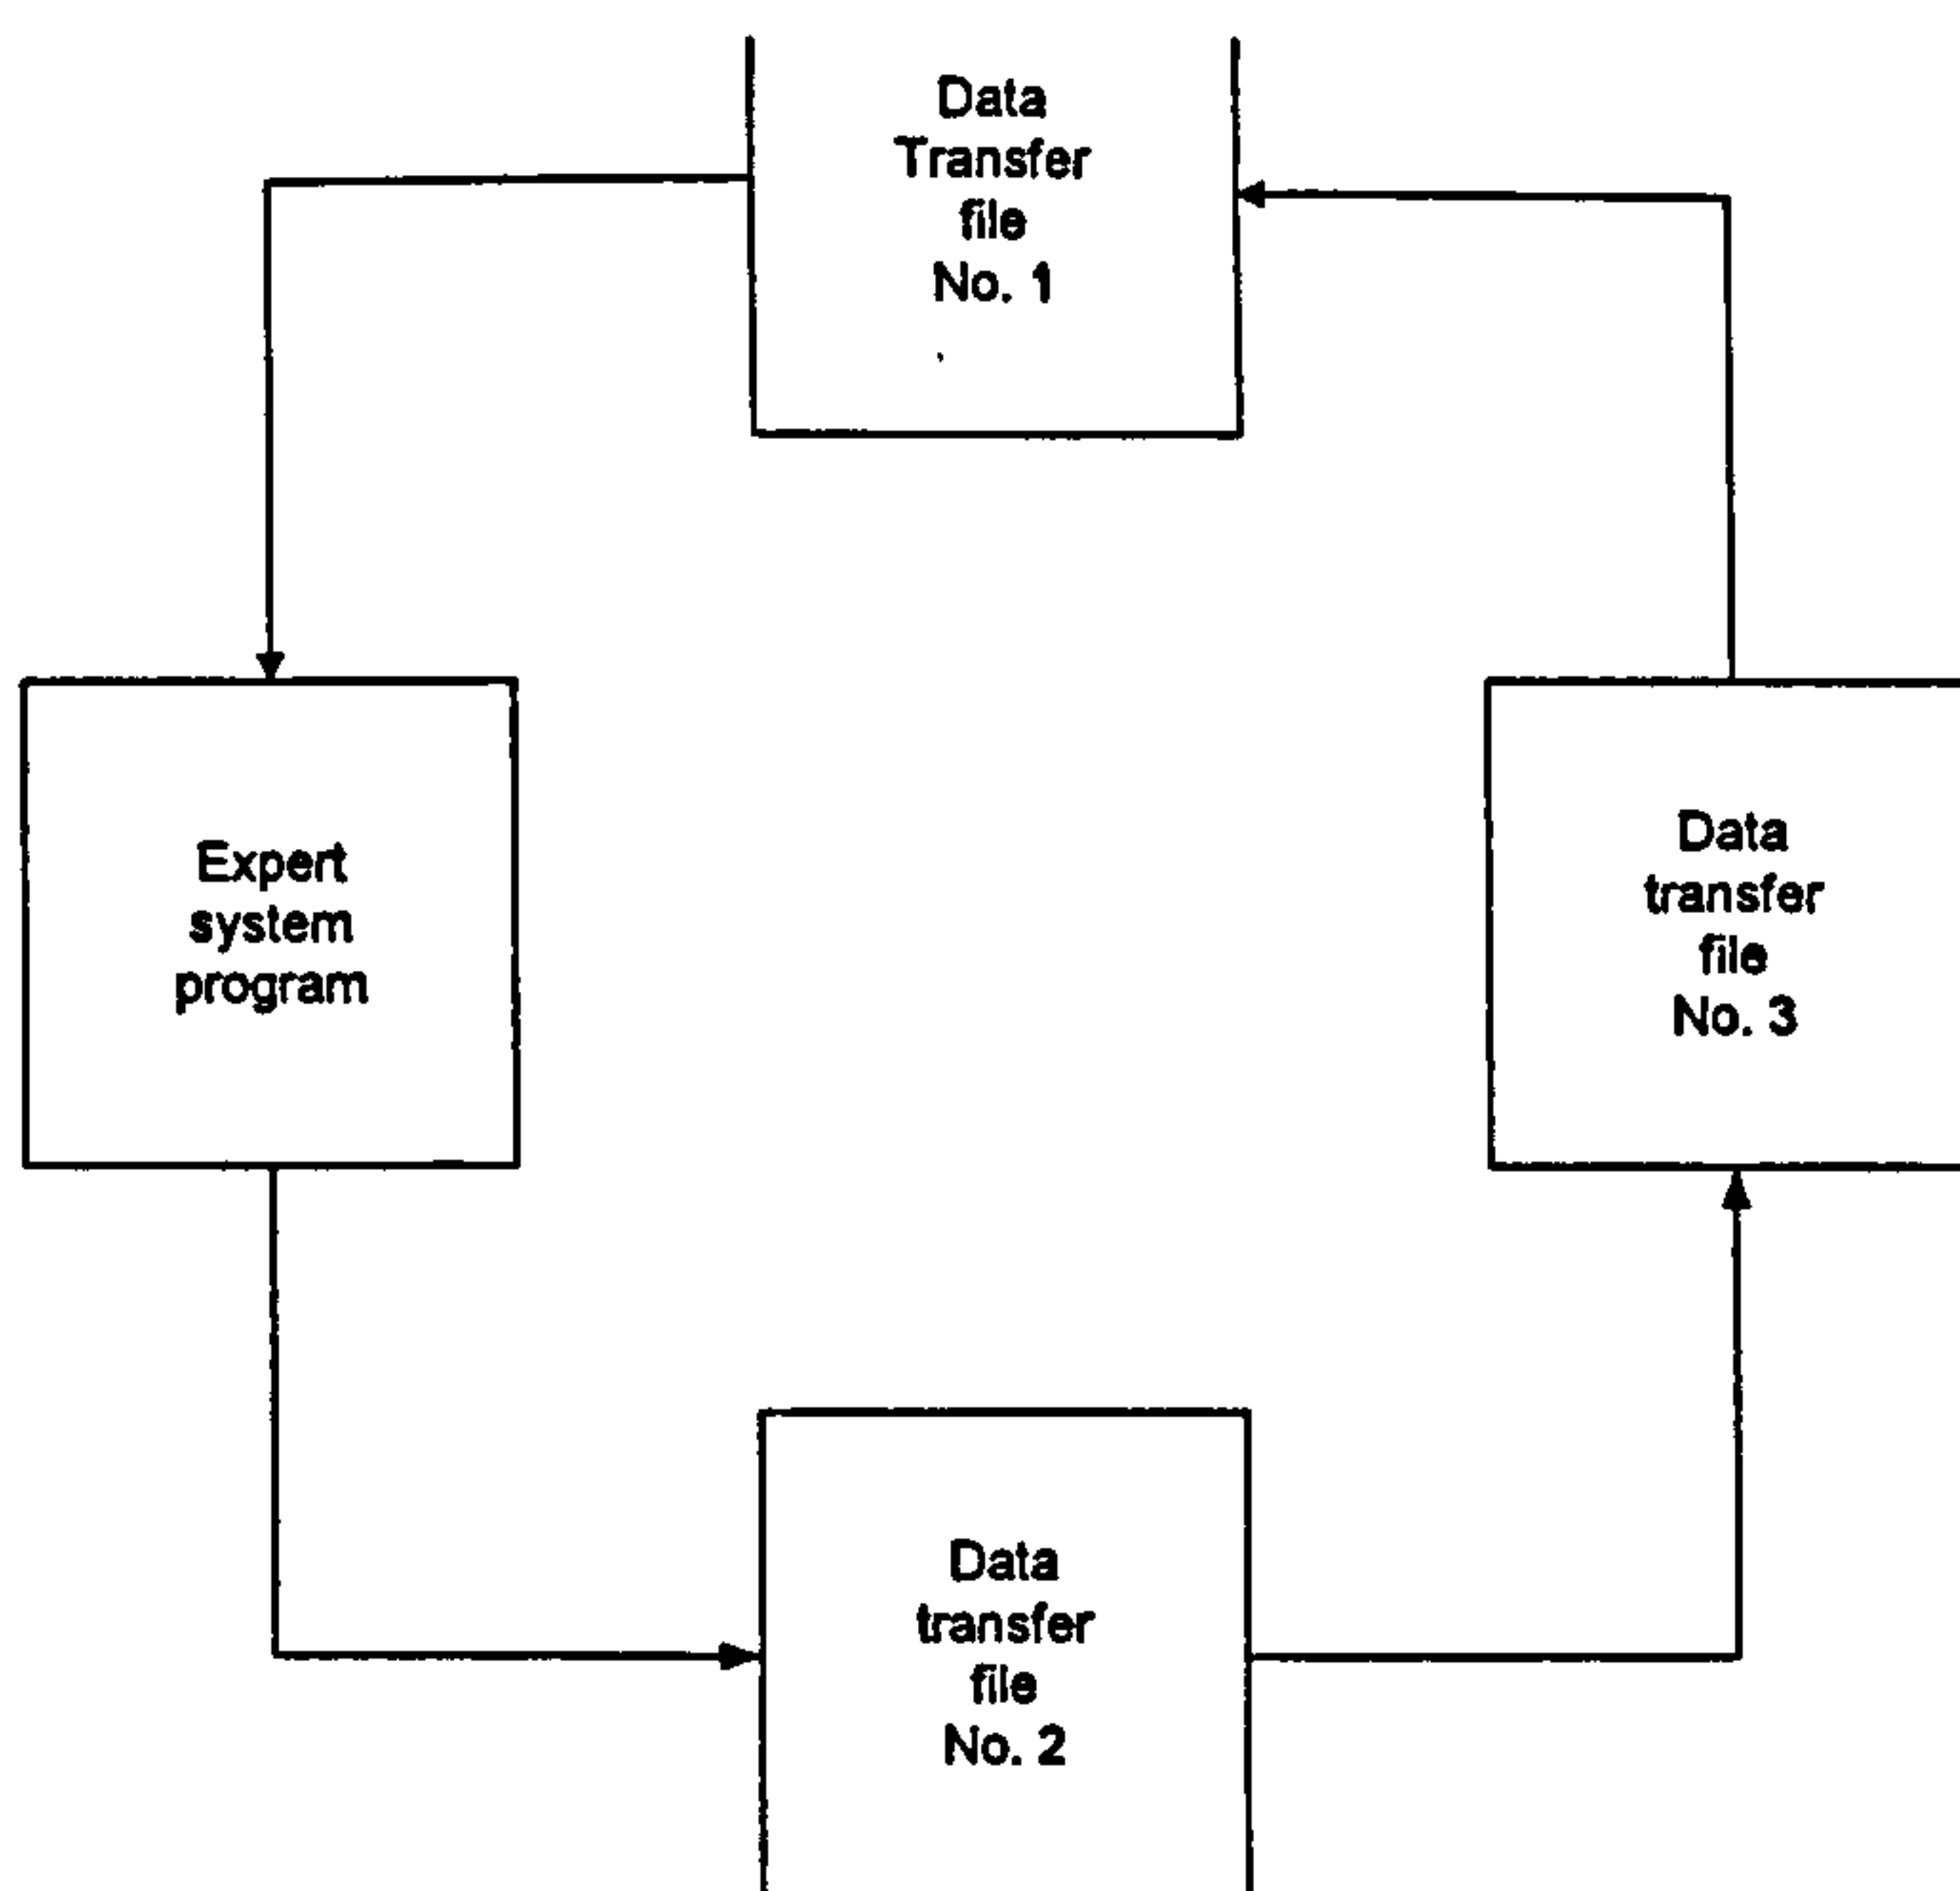 Data
Transfer
file
No. 1
Expert
system
program
Data
transfer
file
No. 3
Data
transfer
file
No. 2